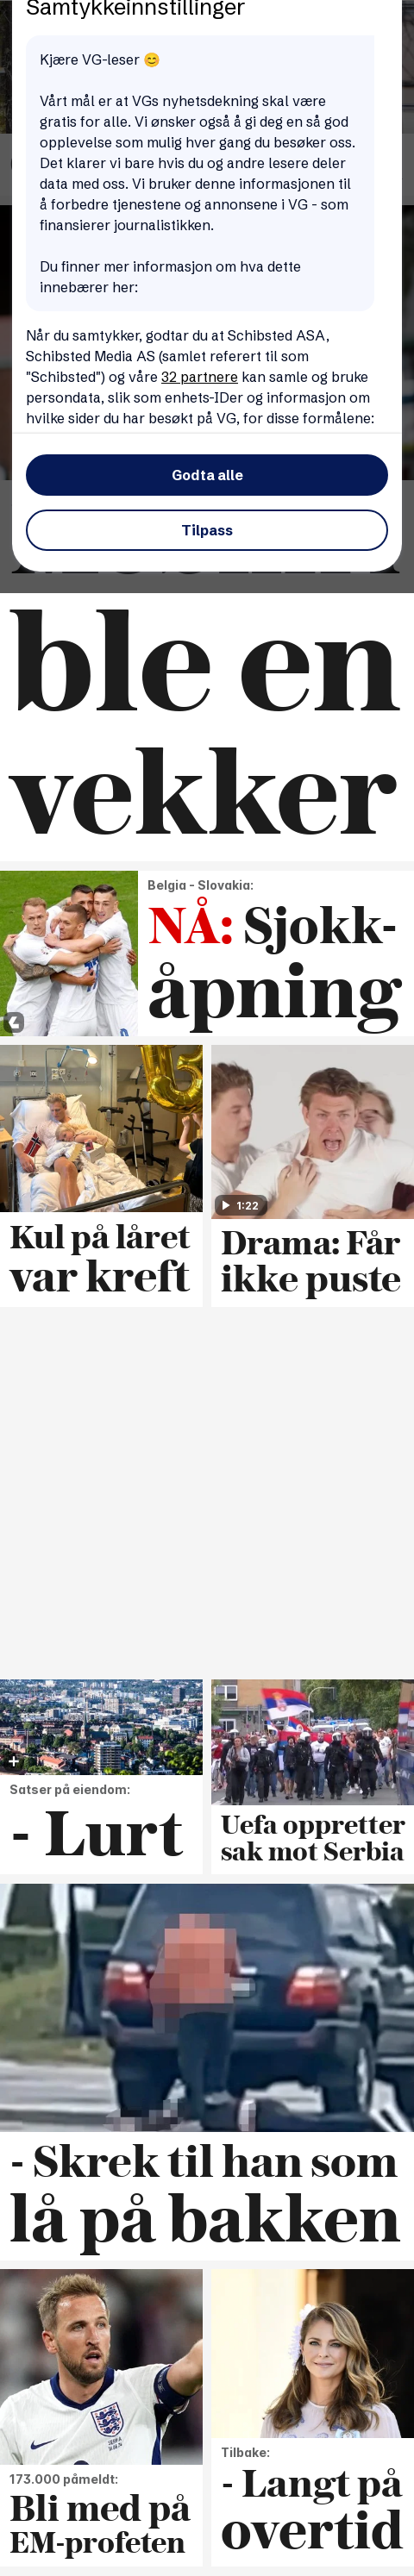 Samtykkeinnstillinger
Kjære VG-leser 😊
Vårt mål er at VGs nyhetsdekning skal være
gratis for alle. Vi ønsker også å gi deg en så god
opplevelse som mulig hver gang du besøker oss.
Det klarer vi bare hvis du og andre lesere deler
data med oss. Vi bruker denne informasjonen til
å forbedre tjenestene og annonsene i VG - som
finansierer journalistikken.
Du finner mer informasjon om hva dette
innebærer her:
Når du samtykker, godtar du at Schibsted ASA,
Schibsted Media AS (samlet referert til som
"Schibsted") og våre 32 partnere kan samle og bruke
persondata, slik som enhets-IDer og informasjon om
hvilke sider du har besøkt på VG, for disse formålene:
Godta alle
Tilpass
ble en
vekker
Belgia - Slovakia:
NÅ: Sjokk-
åpning
Kul på låret
var kreft
1:22
Drama: Får
ikke puste
Satser på eiendom:
- Lurt
Uefa oppretter
sak mot Serbia
- Skrek til han som
lå på bakken
173.000 påmeldt:
Bli med på
EM-profeten
Tilbake:
- Langt på
overtid